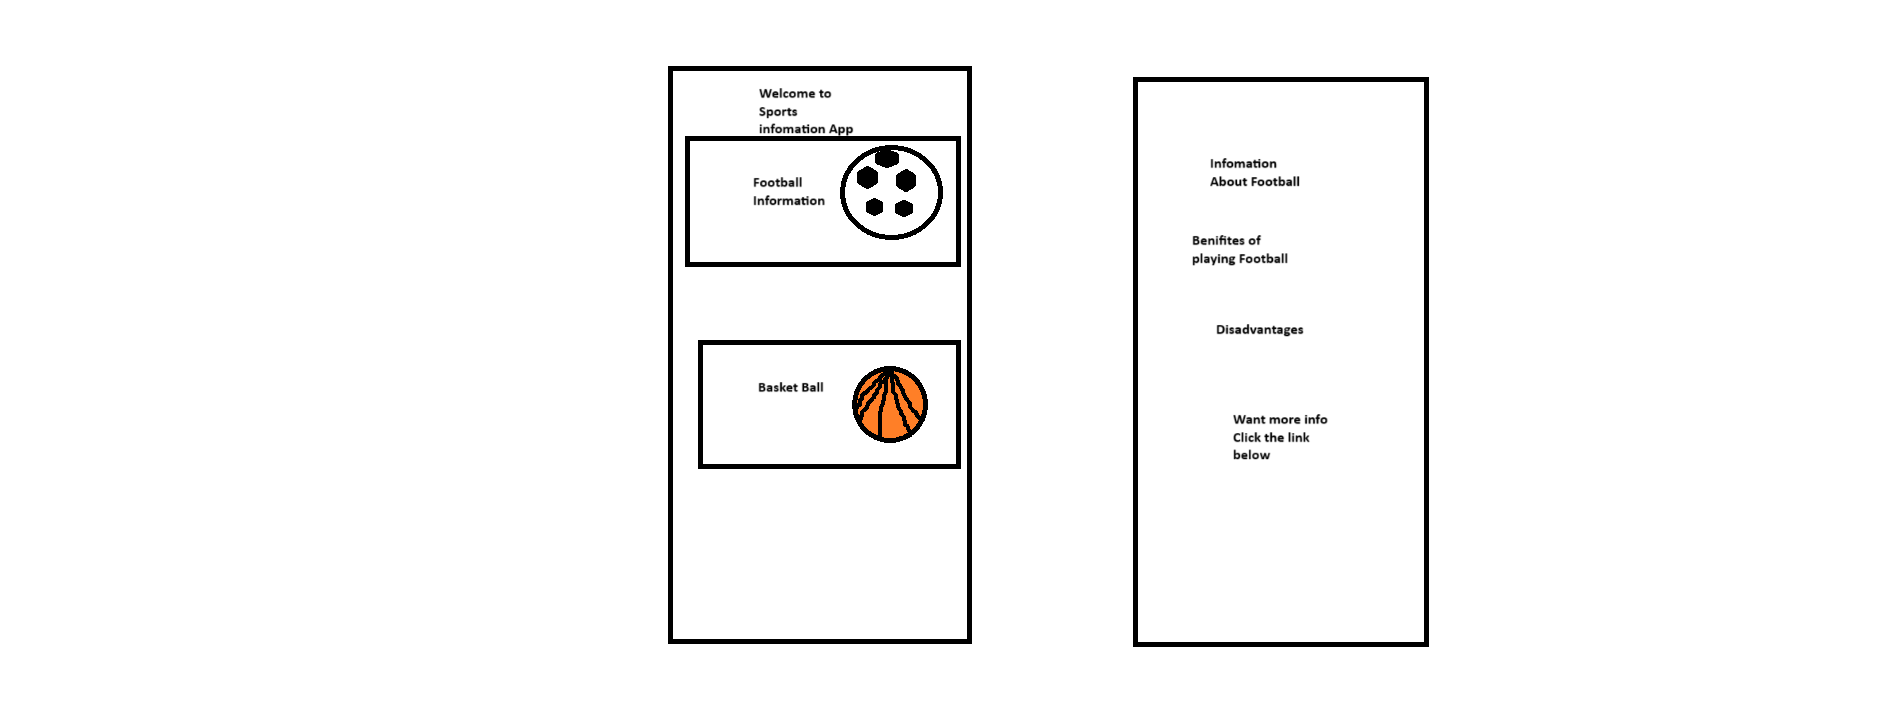 Welcome to
Sports
infomation App
Football
Information
Basket Ball
Infomation
About Football
Benifites of
playing Football
Disadvantages
Want more info
Click the link
below